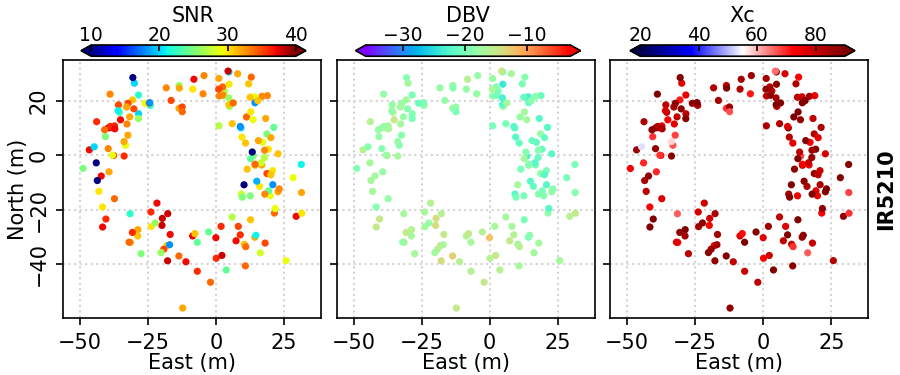 SNR DBV Xc
10 20 30 40 −30 −20 −10 20 40 60 80
20
0
−20
−40
North (m)
−50 −25 0 25 −50 −25 0 25 −50 −25 0 25
East (m) East (m) East (m)
IR5210